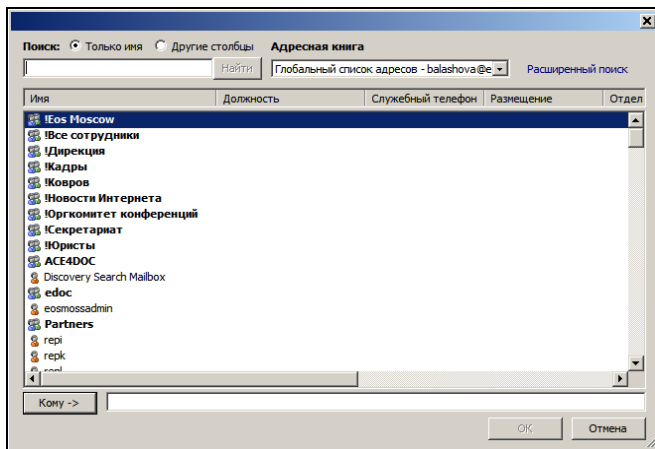 Поиск: Только имя Другие столбцы Адресная книга
Найти Глобальный список адресов - balashova@e Расширенный поиск
Имя Должность Служебный телефон Размещение Отдел
!Eos Moscow
!Все сотрудники
!Дирекция
!Кадры
!Ковров
!Новости Интернета
!Оргкомитет конференций
!Секретариат
!Юристы
ACE4DOC
Discovery Search Mailbox
edoc
eosmossadmin
Partners
repi
repk
Кому ->
ОК Отмена